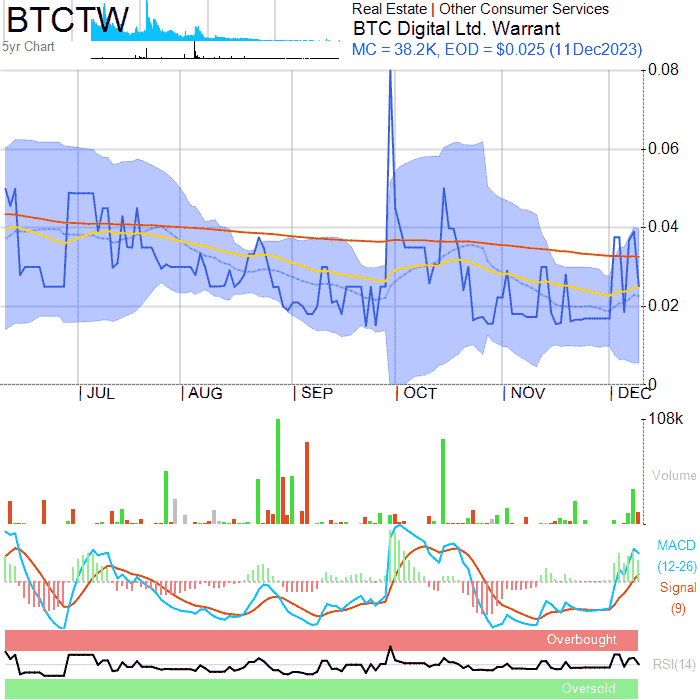 BTCTW
5yr Chart
Real Estate | Other Consumer Services
BTC Digital Ltd. Warrant
MC = 38.2K, EOD = $0.025 (11Dec2023)
0.08
0.06
0.04
0.02
0
JUL
AUG
SEP
OCT
NOV
DEC
108k
Volume
MACD
(12-26)
Signal
(9)
Overbought
RSI(14)
Oversold